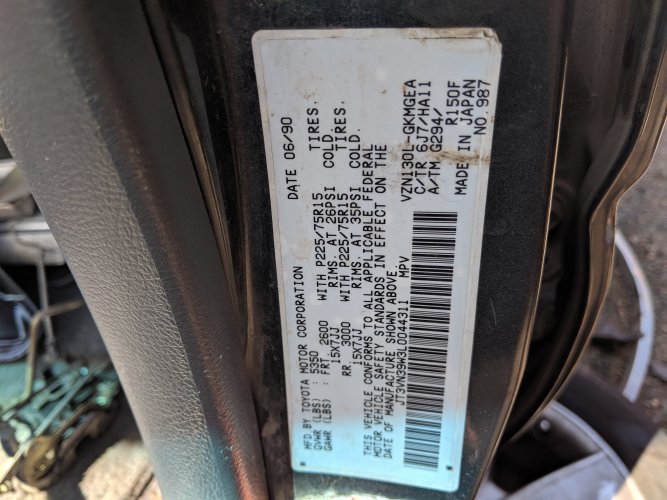 MFD BY TOYOTA MOTOR CORPORATION DATE 06/90
GVWR (LBS) : 5350
GAWR (LBS) : FRT. 2600 WITH P225/75R15 TIRES.
15X7JJ RIMS. AT 26PSI COLD.
RR. 3000 WITH P225/75R15 TIRES.
15X7JJ RIMS. AT 35PSI COLD.
THIS VEHICLE CONFORMS TO ALL APPLICABLE FEDERAL
MOTOR VEHICLE SAFETY STANDARDS IN EFFECT ON THE
DATE OF MANUFACTURE SHOWN ABOVE.
JT3VN39W3L0044311 MPV
VZN130L-GKMGEA
C/TR 6J7/HA11
A/TM G294/
R150F
MADE IN JAPAN
NO.987